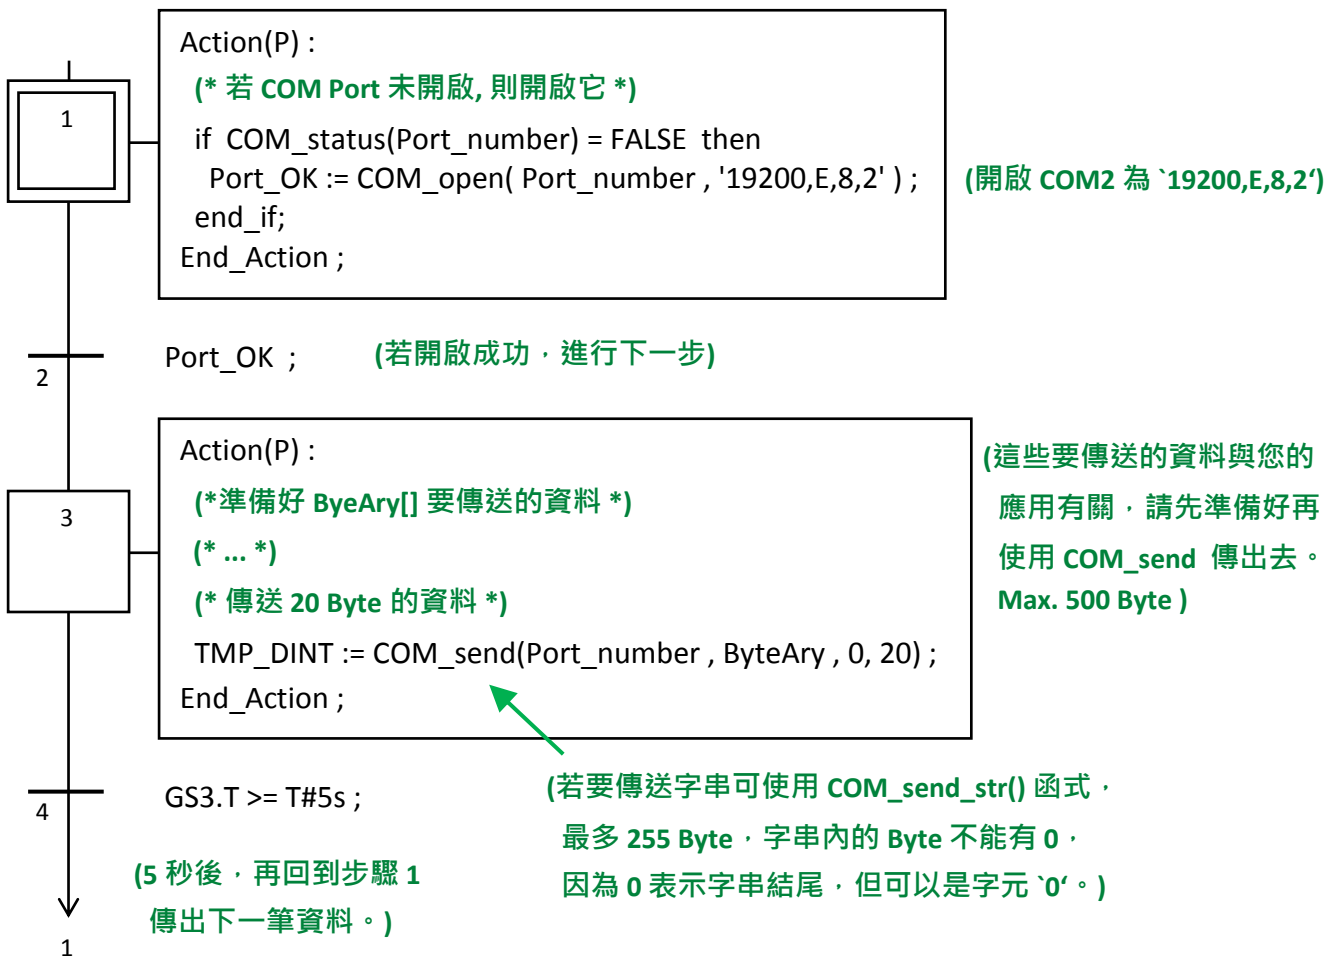 Action(P) :
(* 若 COM Port 未開啟, 則開啟它 *)
1
if COM_status(Port_number) = FALSE then
Port_OK := COM_open( Port_number , '19200,E,8,2' ) ;
(開啟 COM2 為 `19200,E,8,2‘)
end_if;
End_Action ;
Port_OK ;
(若開啟成功，進行下一步)
2
Action(P) :
(*準備好 ByeAry[] 要傳送的資料 *)
(* ... *)
(* 傳送 20 Byte 的資料 *)
TMP_DINT := COM_send(Port_number , ByteAry , 0, 20) ;
End_Action ;
3
(這些要傳送的資料與您的
應用有關，請先準備好再
使用 COM_send 傳出去。
Max. 500 Byte )
GS3.T >= T#5s ;
4
(若要傳送字串可使用 COM_send_str() 函式，
最多 255 Byte，字串內的 Byte 不能有 0，
因為 0 表示字串結尾，但可以是字元 `0‘。)
(5 秒後，再回到步驟 1
傳出下一筆資料。)
1